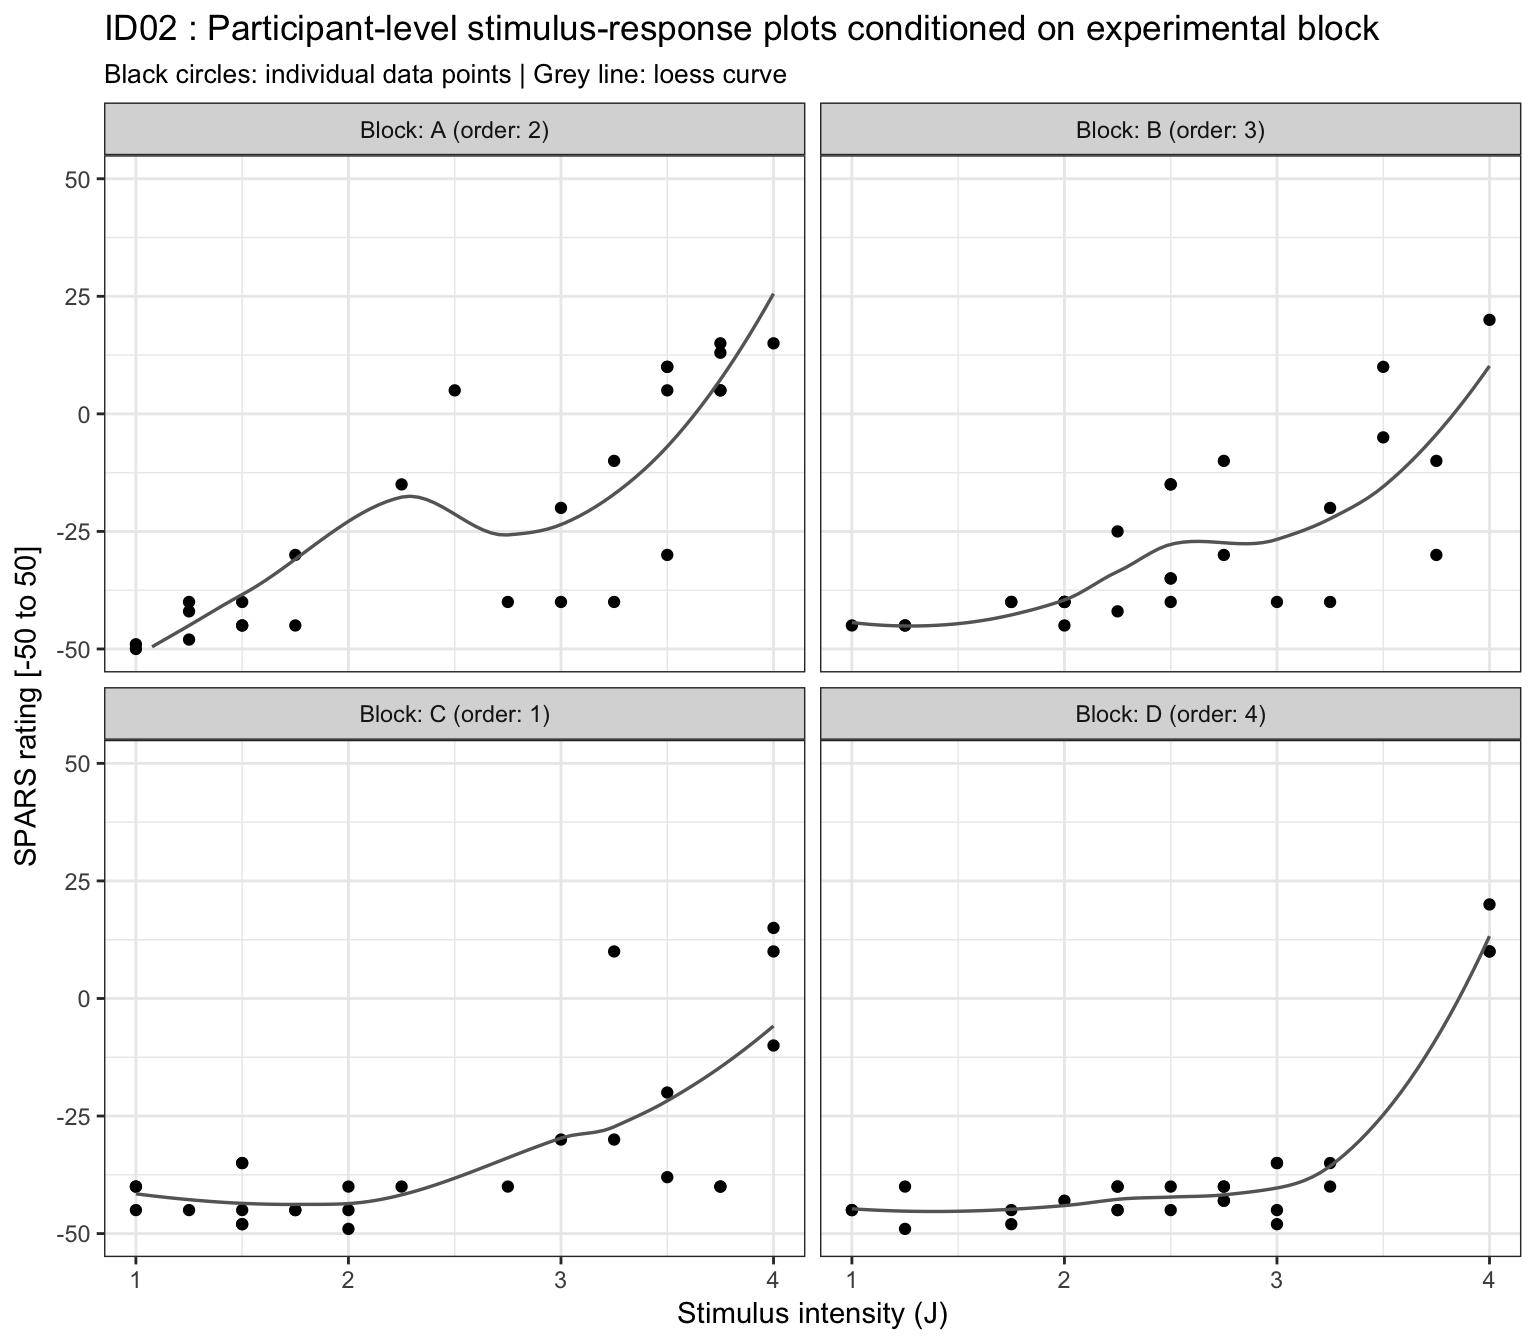 ID02 : Participant-level stimulus-response plots conditioned on experimental block
Black circles: individual data points | Grey line: loess curve
Block: A (order: 2)
Block: B (order: 3)
50
25
0
-25
-50
Block: C (order: 1)
Block: D (order: 4)
50
25
0
-25
-50
SPARS rating [-50 to 50]
1 2 3 4
1 2 3 4
Stimulus intensity (J)